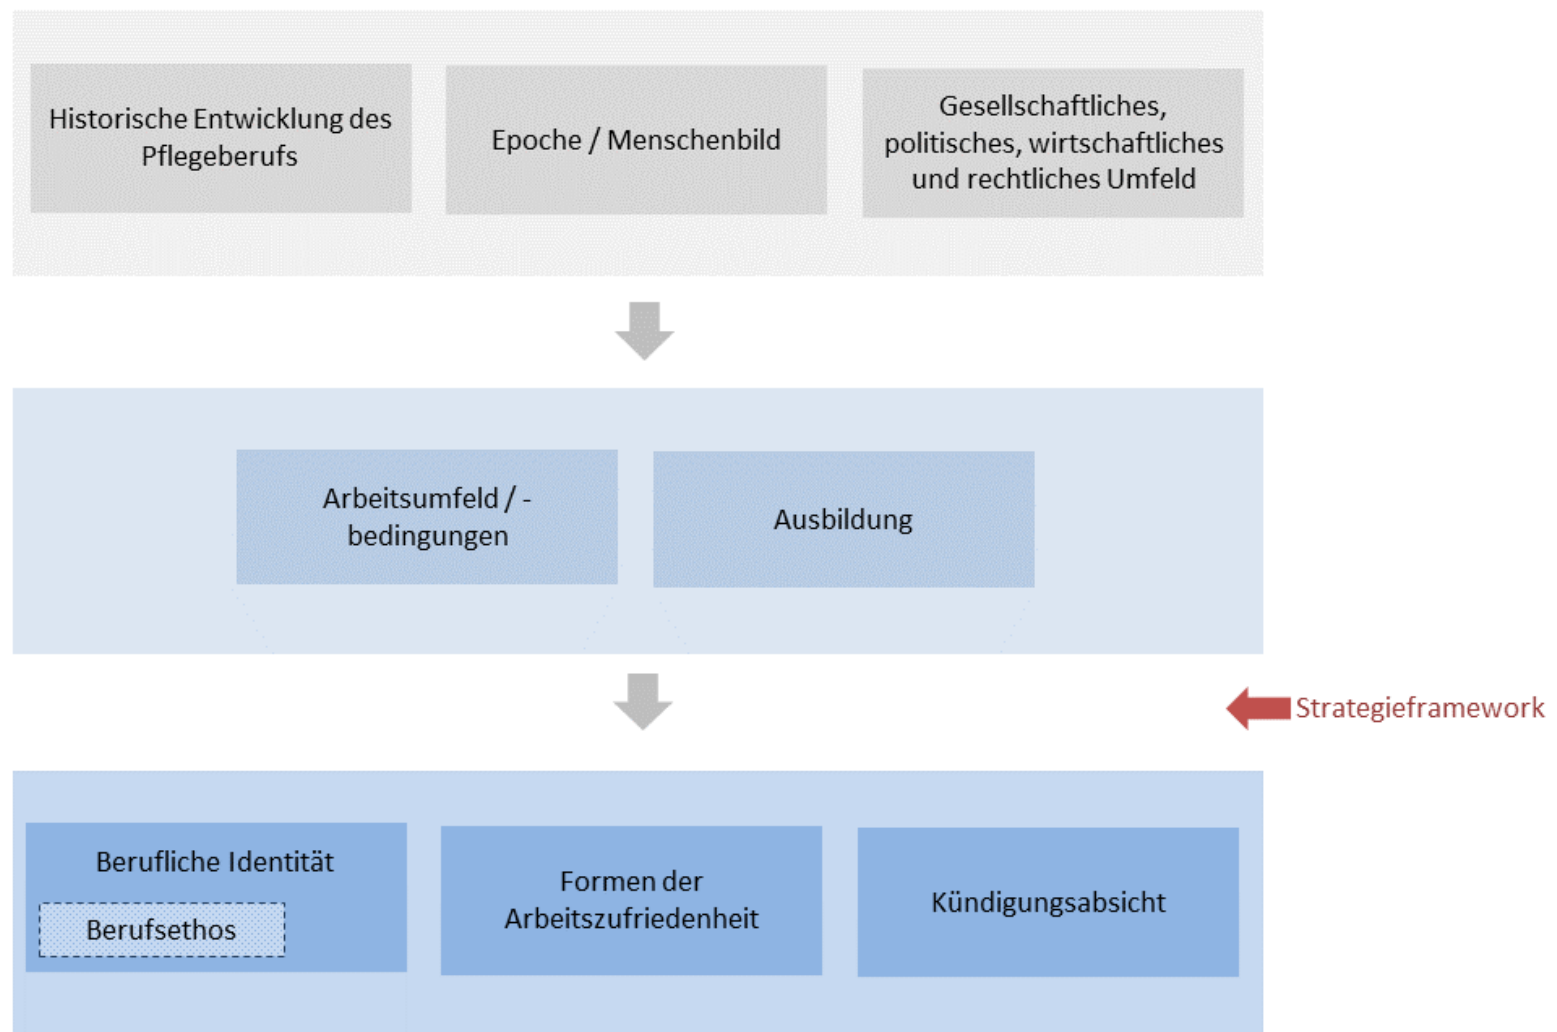 Historische Entwicklung des
Pflegeberufs
Epoche / Menschenbild
Gesellschaftliches,
politisches, wirtschaftliches
und rechtliches Umfeld
Arbeitsumfeld / -
bedingungen
Ausbildung
Strategieframework
Berufliche Identität
Berufsethos
Formen der
Arbeitszufriedenheit
Kündigungsabsicht